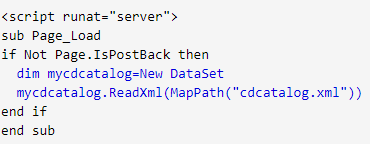 <script runat="server">
sub Page_Load
if Not Page.IsPostBack then
  dim mycdcatalog=New DataSet
  mycdcatalog.ReadXml(MapPath("cdcatalog.xml"))
end if
end sub